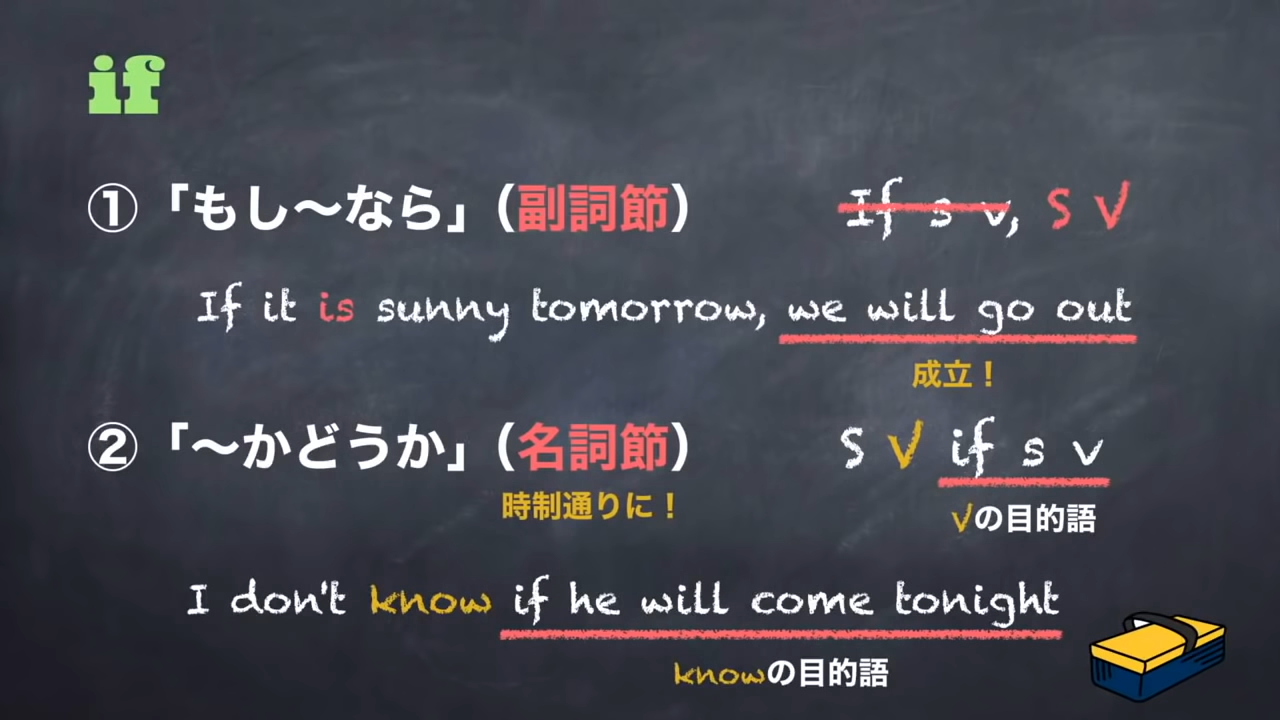 if
①「もし〜なら」（副詞節） If s v, S V
If it is sunny tomorrow, we will go out
成立！
②「〜かどうか」（名詞節） S V if s v
時制通りに！ Vの目的語
I don't know if he will come tonight
knowの目的語